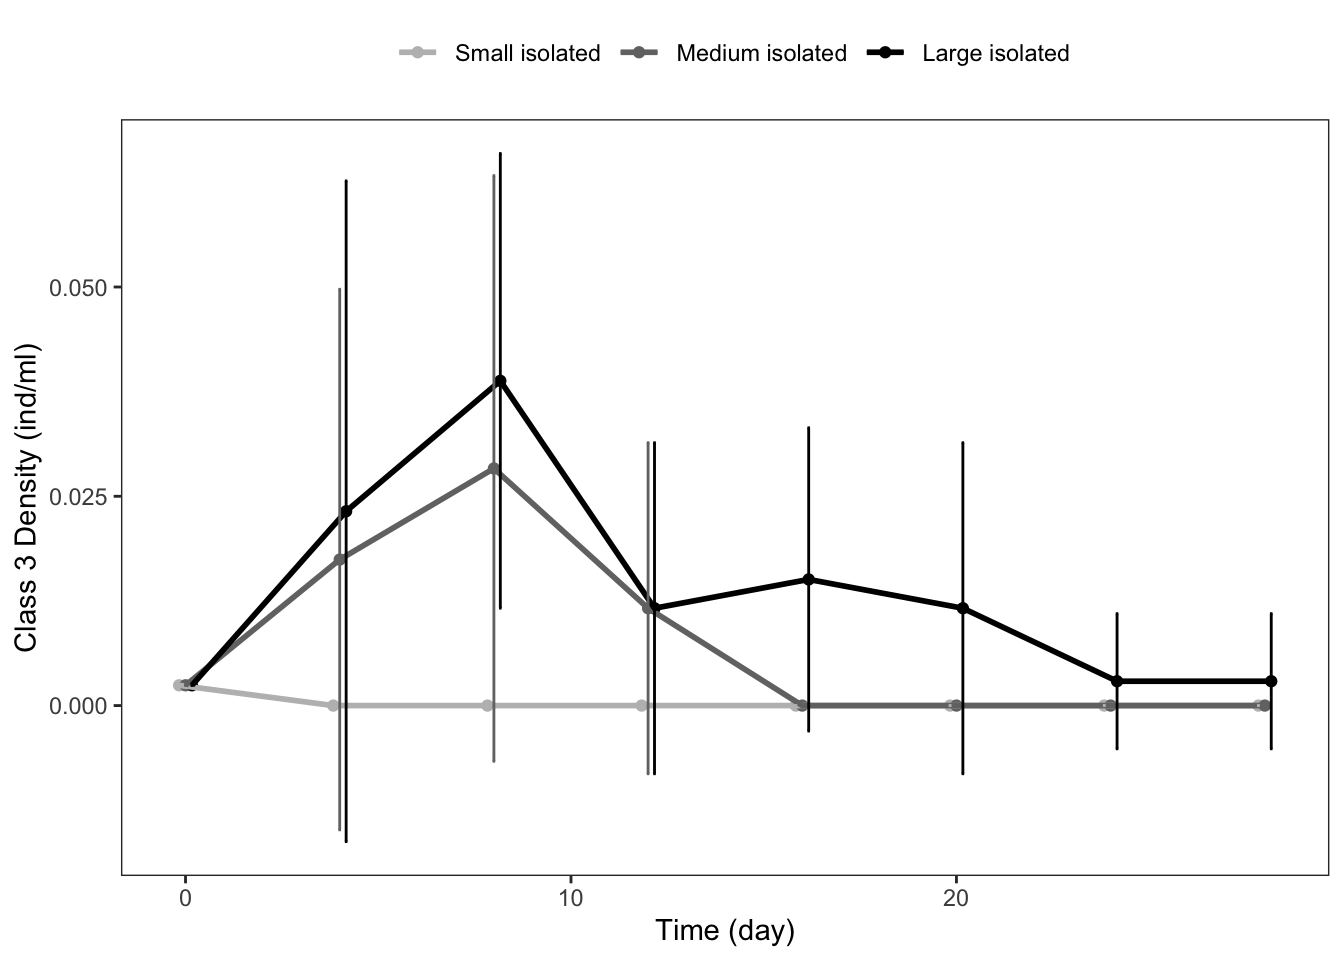 Small isolated Medium isolated Large isolated
Class 3 Density (ind/ml)
0.050
0.025
0.000
0 10 20
Time (day)